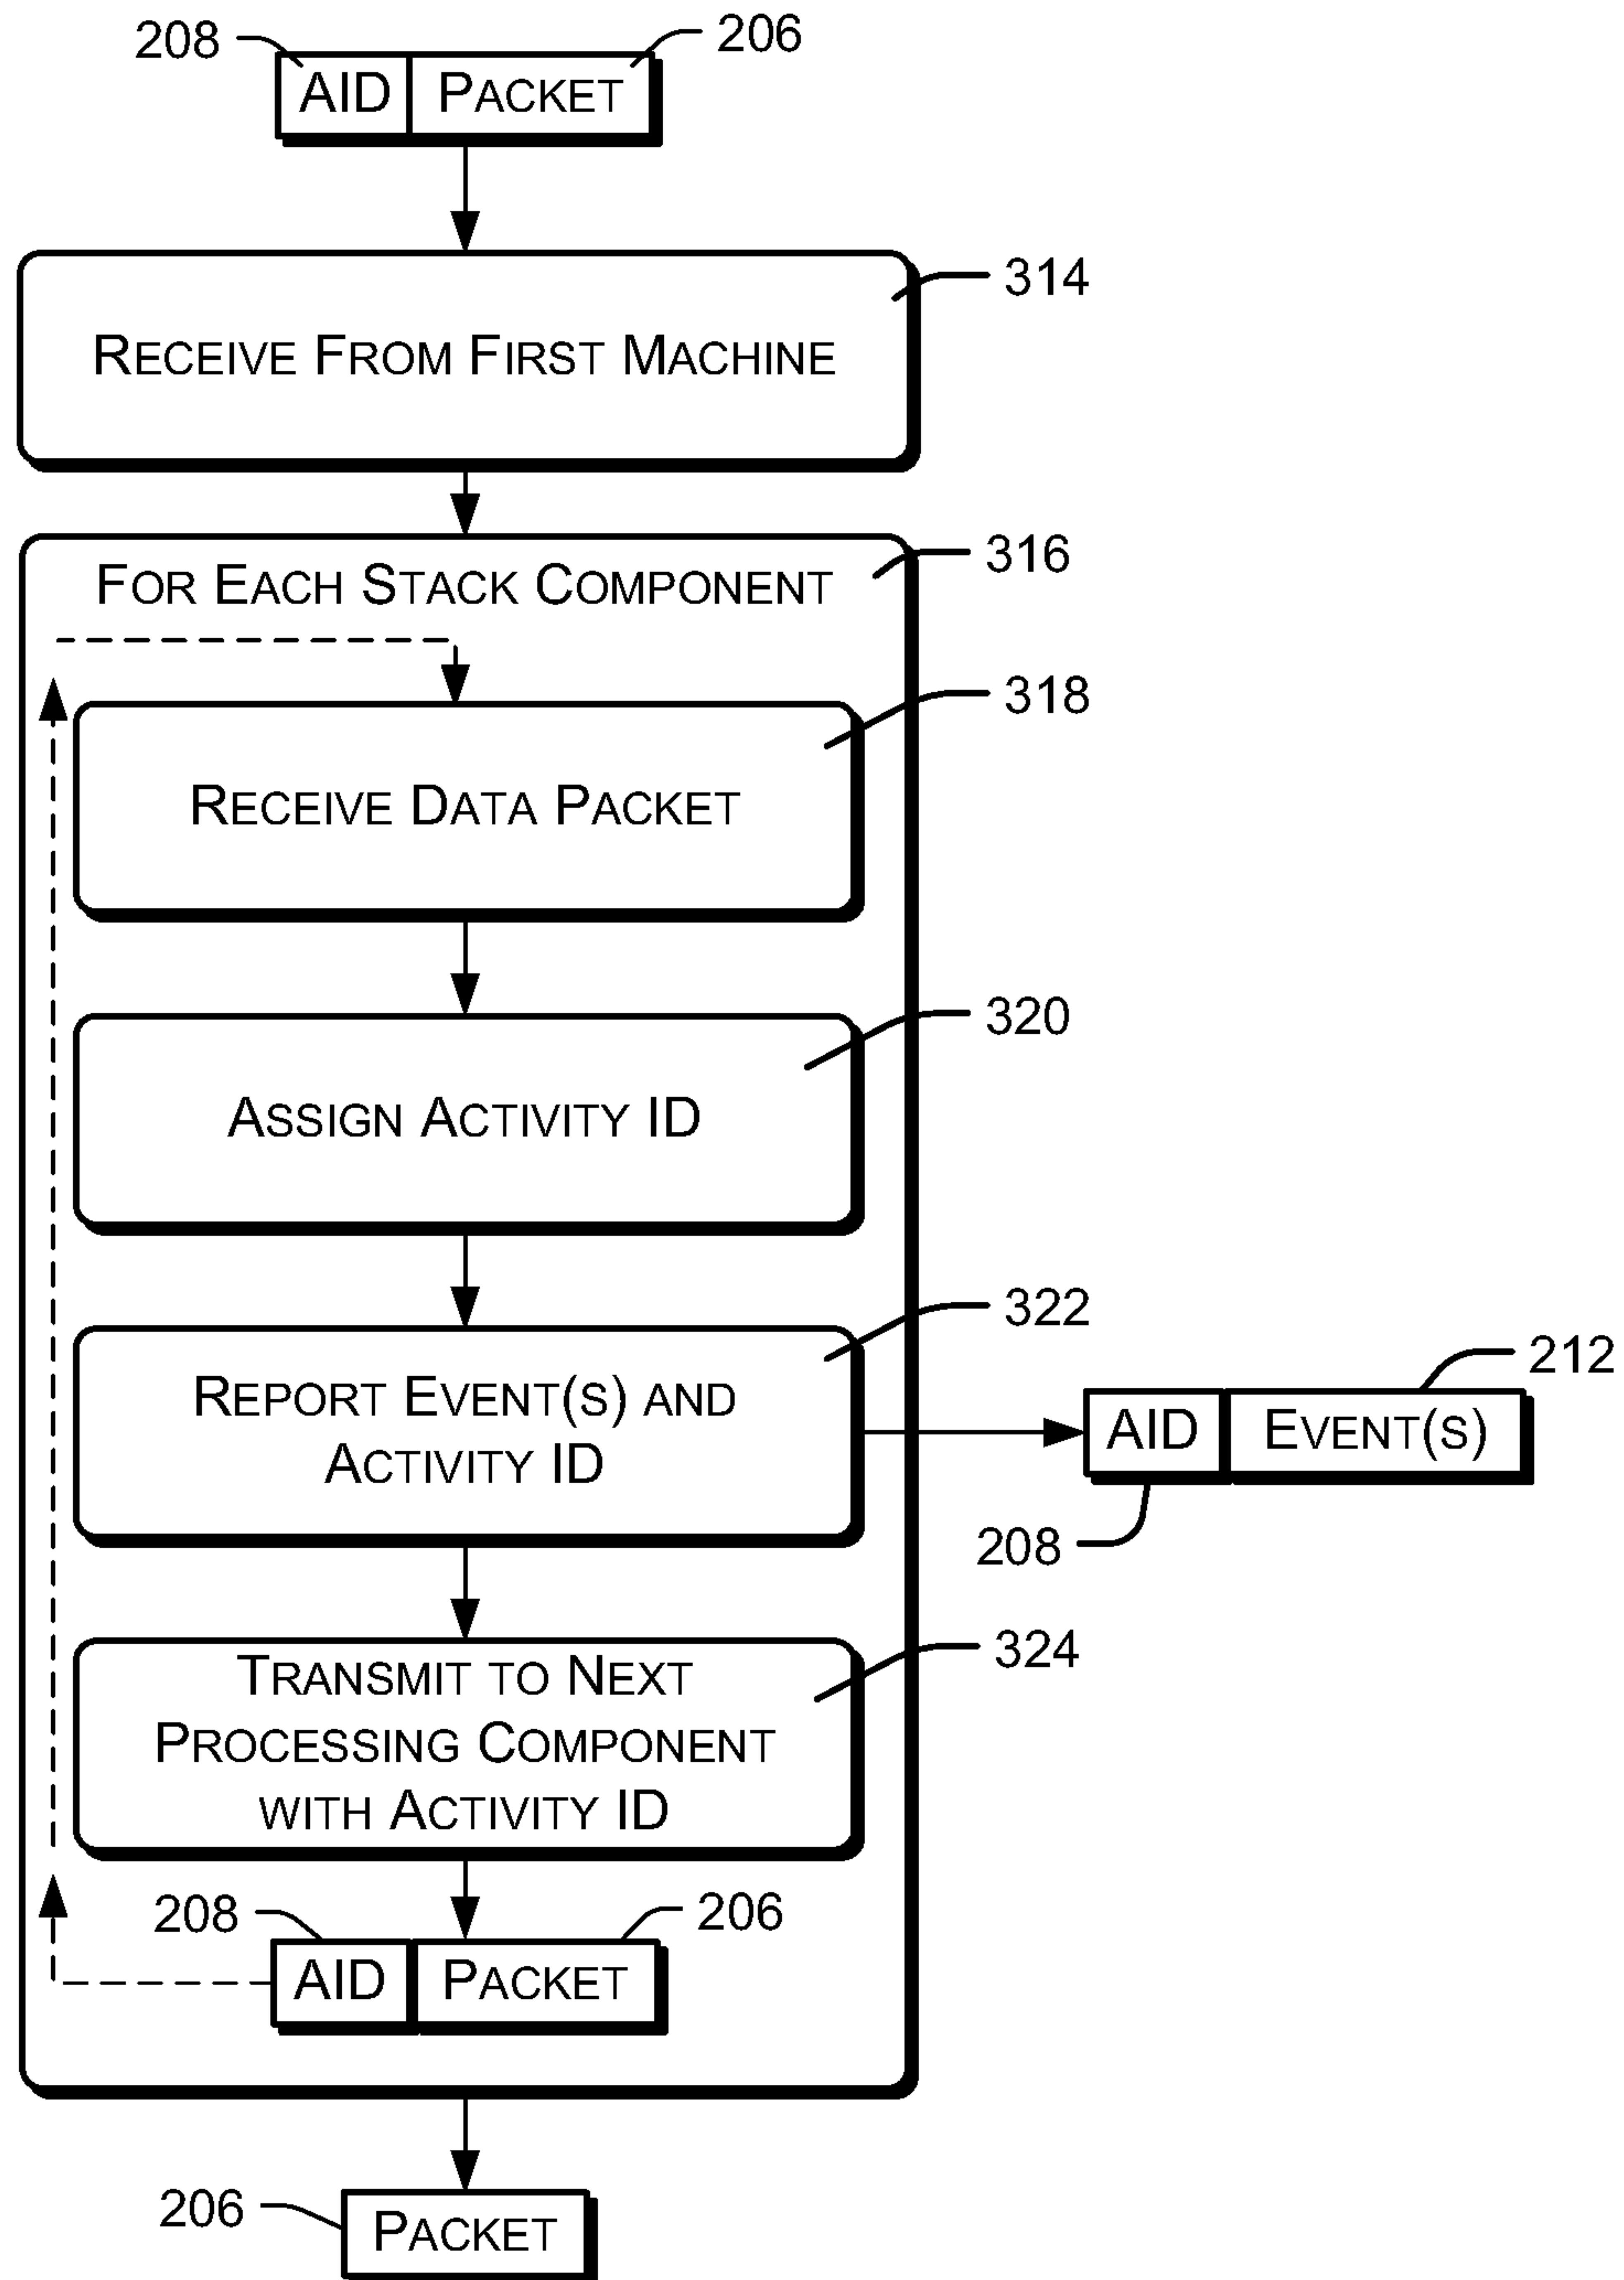 208
206
AID
PACKET
314
RECEIVE FROM FIRST MACHINE
316
FOR EACH STACK COMPONENT
318
RECEIVE DATA PACKET
320
ASSIGN ACTIVITY ID
322
REPORT EVENT(S) AND
ACTIVITY ID
212
AID
EVENT(S)
208
324
TRANSMIT TO NEXT
PROCESSING COMPONENT
WITH ACTIVITY ID
208
206
AID
PACKET
206
PACKET